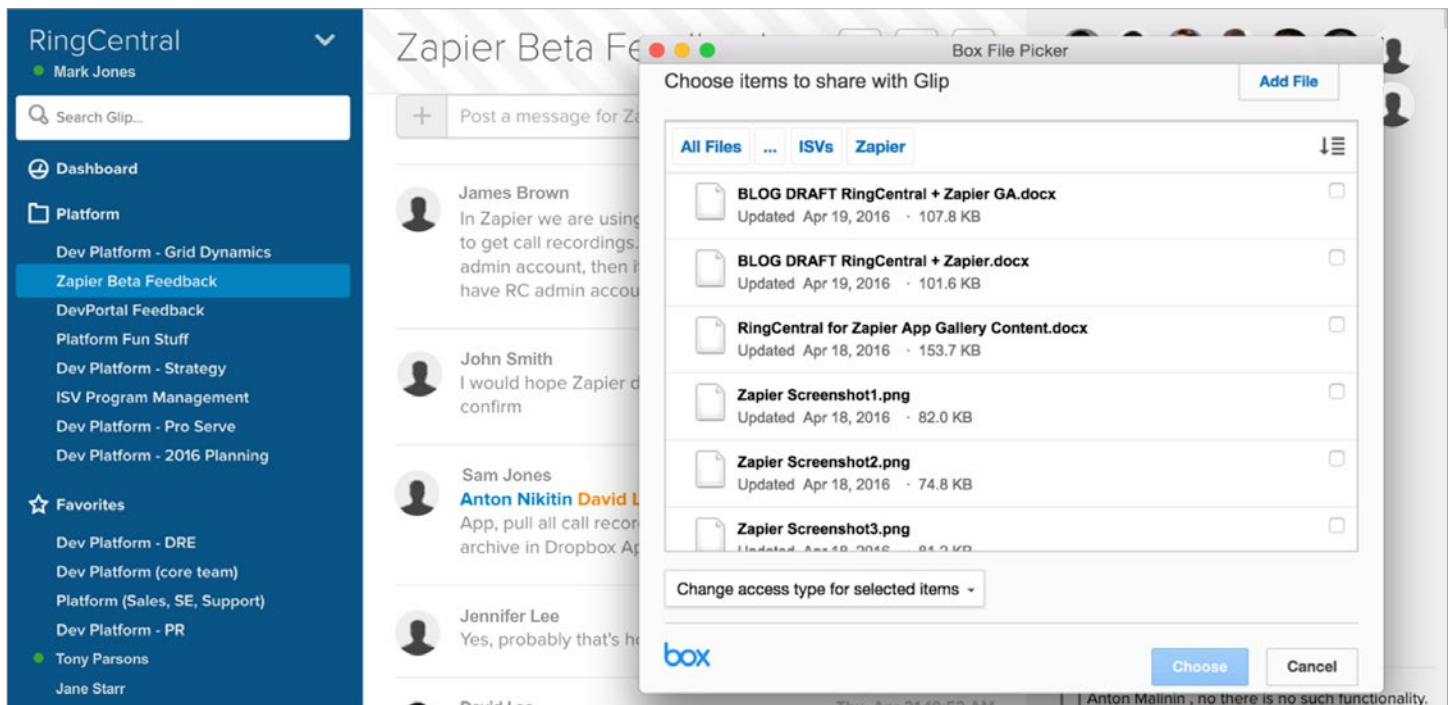 RingCentral
Mark Jones
Search Glip...
Dashboard
Platform
Dev Platform - Grid Dynamics
Zapier Beta Feedback
DevPortal Feedback
Platform Fun Stuff
Dev Platform - Strategy
ISV Program Management
Dev Platform - Pro Serve
Dev Platform - 2016 Planning
Favorites
Dev Platform - DRE
Dev Platform (core team)
Platform (Sales, SE, Support)
Dev Platform - PR
Tony Parsons
Jane Starr
Zapier Beta
Post a message for
James Brown
In Zapier we are using
to get call recordings.
admin account, then
have RC admin
John Smith
I would hope Zapier
confirm
Sam Jones
Anton Nikitin David
App, pull all call
archive in Dropbox
Jennifer Lee
Yes, probably that's
David Lee
Box File Picker
Choose items to share with Glip
Add File
All Files ... ISVs Zapier
BLOG DRAFT RingCentral + Zapier GA.docx
Updated Apr 19, 2016 · 107.8 KB
BLOG DRAFT RingCentral + Zapier.docx
Updated Apr 19, 2016 · 101.6 KB
RingCentral for Zapier App Gallery Content.docx
Updated Apr 18, 2016 · 153.7 KB
Zapier Screenshot1.png
Updated Apr 18, 2016 · 82.0 KB
Zapier Screenshot2.png
Updated Apr 18, 2016 · 74.8 KB
Zapier Screenshot3.png
Updated Apr 18, 2016 · 81.2 KB
Change access type for selected items
box
Choose
Cancel
Anton Malinin , no there is no such functionality.